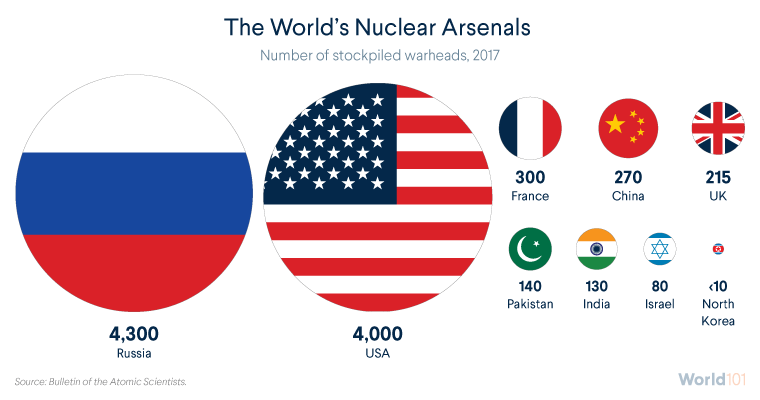 The World's Nuclear Arsenals
Number of stockpiled warheads, 2017
4,300
Russia
4,000
USA
300
France
270
China
215
UK
140
Pakistan
130
India
80
Israel
<10
North
Korea
Source: Bulletin of the Atomic Scientists.
World101